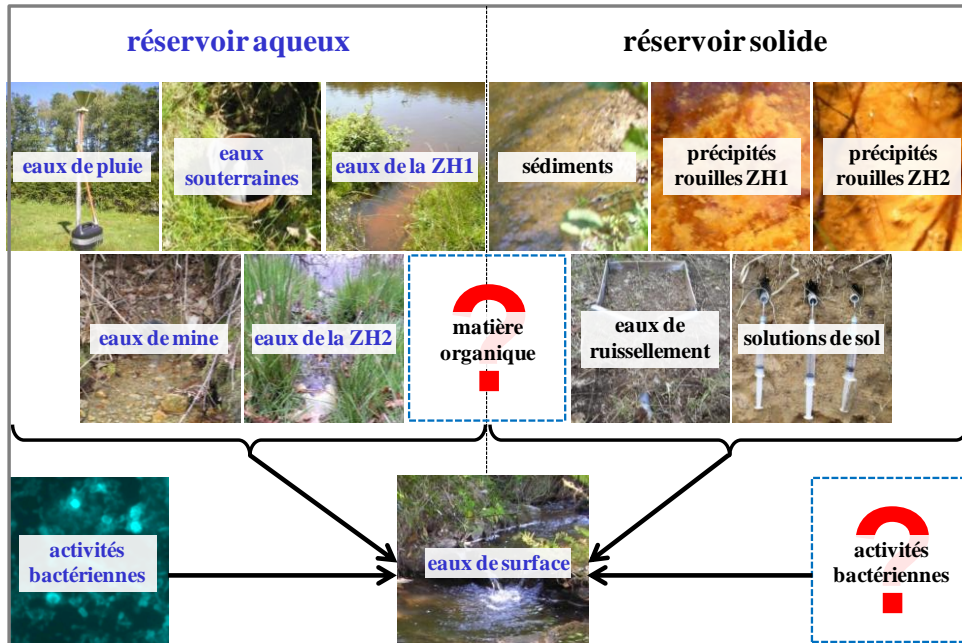 réservoir aqueux
réservoir solide
eaux de pluie
eaux
souterraines
eaux de la ZH1
sédiments
précipités
rouilles ZH1
précipités
rouilles ZH2
eaux de mine
eaux de la ZH2
?
matière
organique
eaux de
ruissellement
solutions de sol
activités
bactériennes
eaux de surface
?
activités
bactériennes